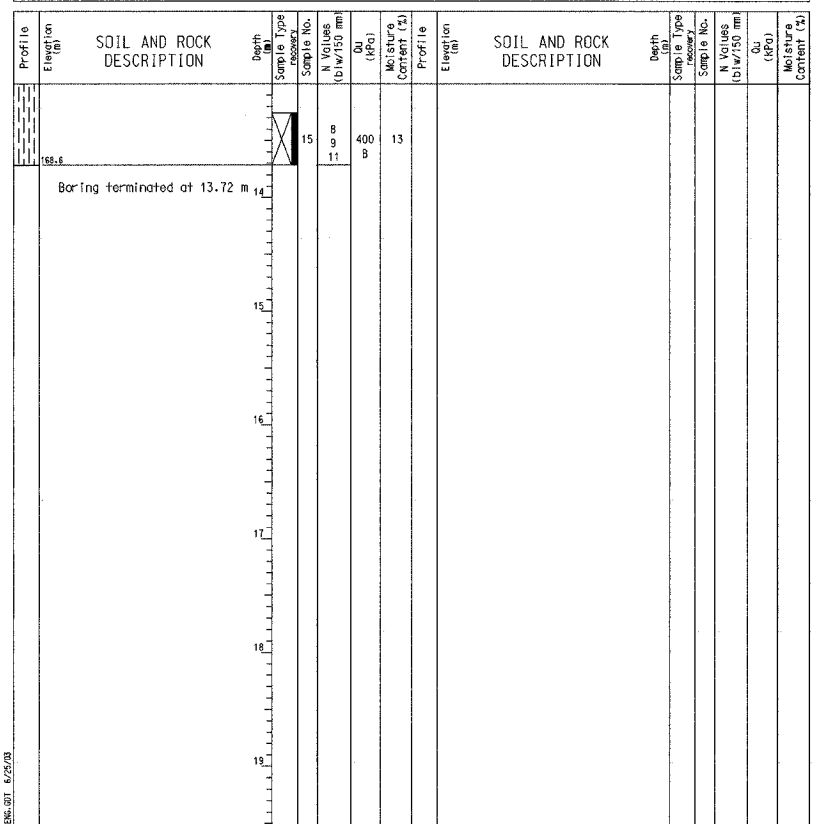 Profile
Elevation (m)
SOIL AND ROCK DESCRIPTION
Depth (m)
Sample Type recovery
Sample No.
N Values (blw/150 mm)
Qu (kPa)
Moisture Content (%)
Profile
Elevation (m)
SOIL AND ROCK DESCRIPTION
Depth (m)
Sample Type recovery
Sample No.
N Values (blw/150 mm)
Qu (kPa)
Moisture Content (%)
15
8
9
11
400
B
13
168.6
Boring terminated at 13.72 m
14
15
16
17
18
19
ENG.GDT 6/25/03